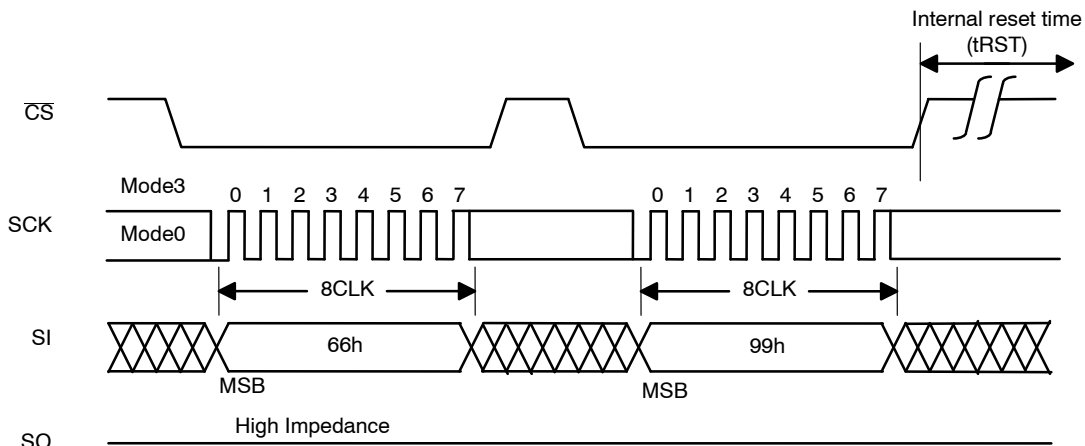 Internal reset time
(tRST)
CS
Mode3
0 1 2 3 4 5 6 7
0 1 2 3 4 5 6 7
SCK
Mode0
8CLK
8CLK
SI
66h
99h
MSB
MSB
High Impedance
SO